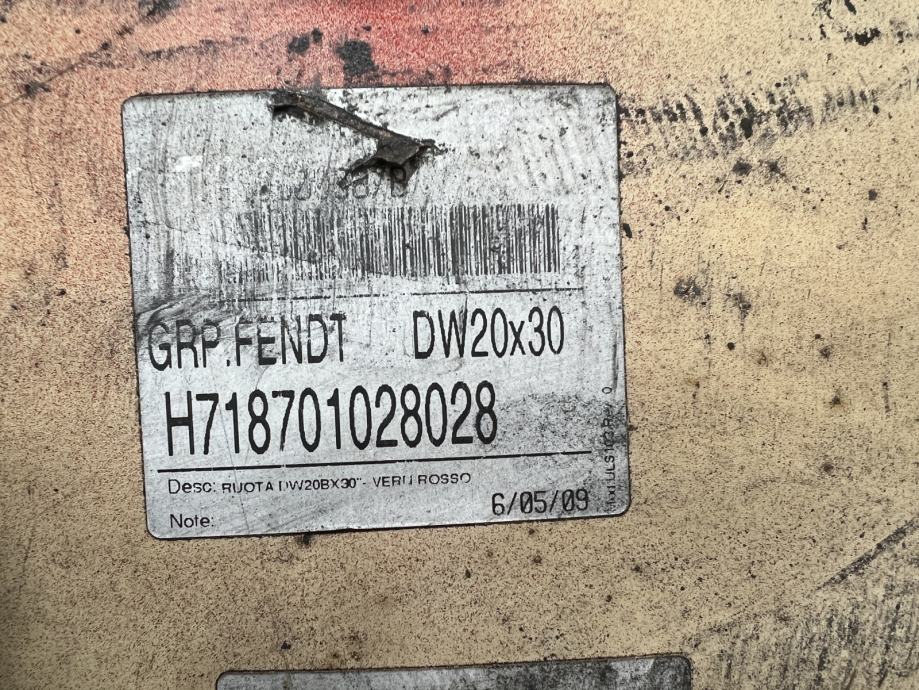 GRP.FENDT DW20x30
H718701028028
Desc: RUOTA DW20BX30"- VERN ROSSO
6/05/09
Note: